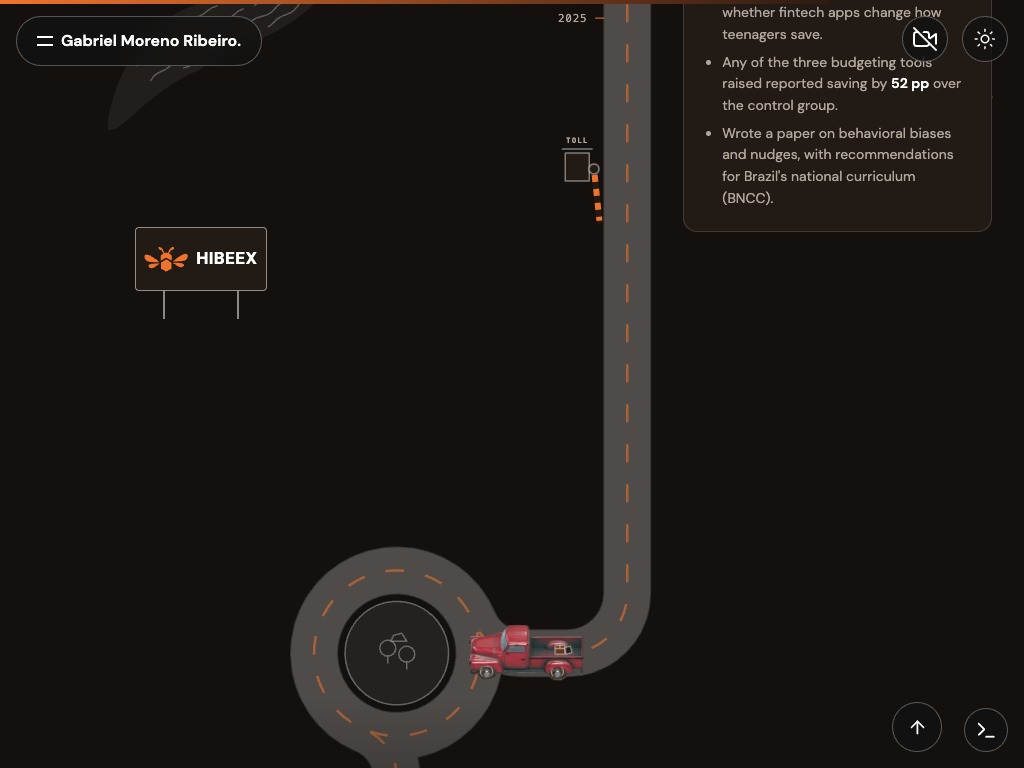 Gabriel Moreno Ribeiro.
2025
whether fintech apps change how
teenagers save.
Any of the three budgeting tools
raised reported saving by 52 pp over
the control group.
Wrote a paper on behavioral biases
and nudges, with recommendations
for Brazil's national curriculum
(BNCC).
TOLL
HIBEEX